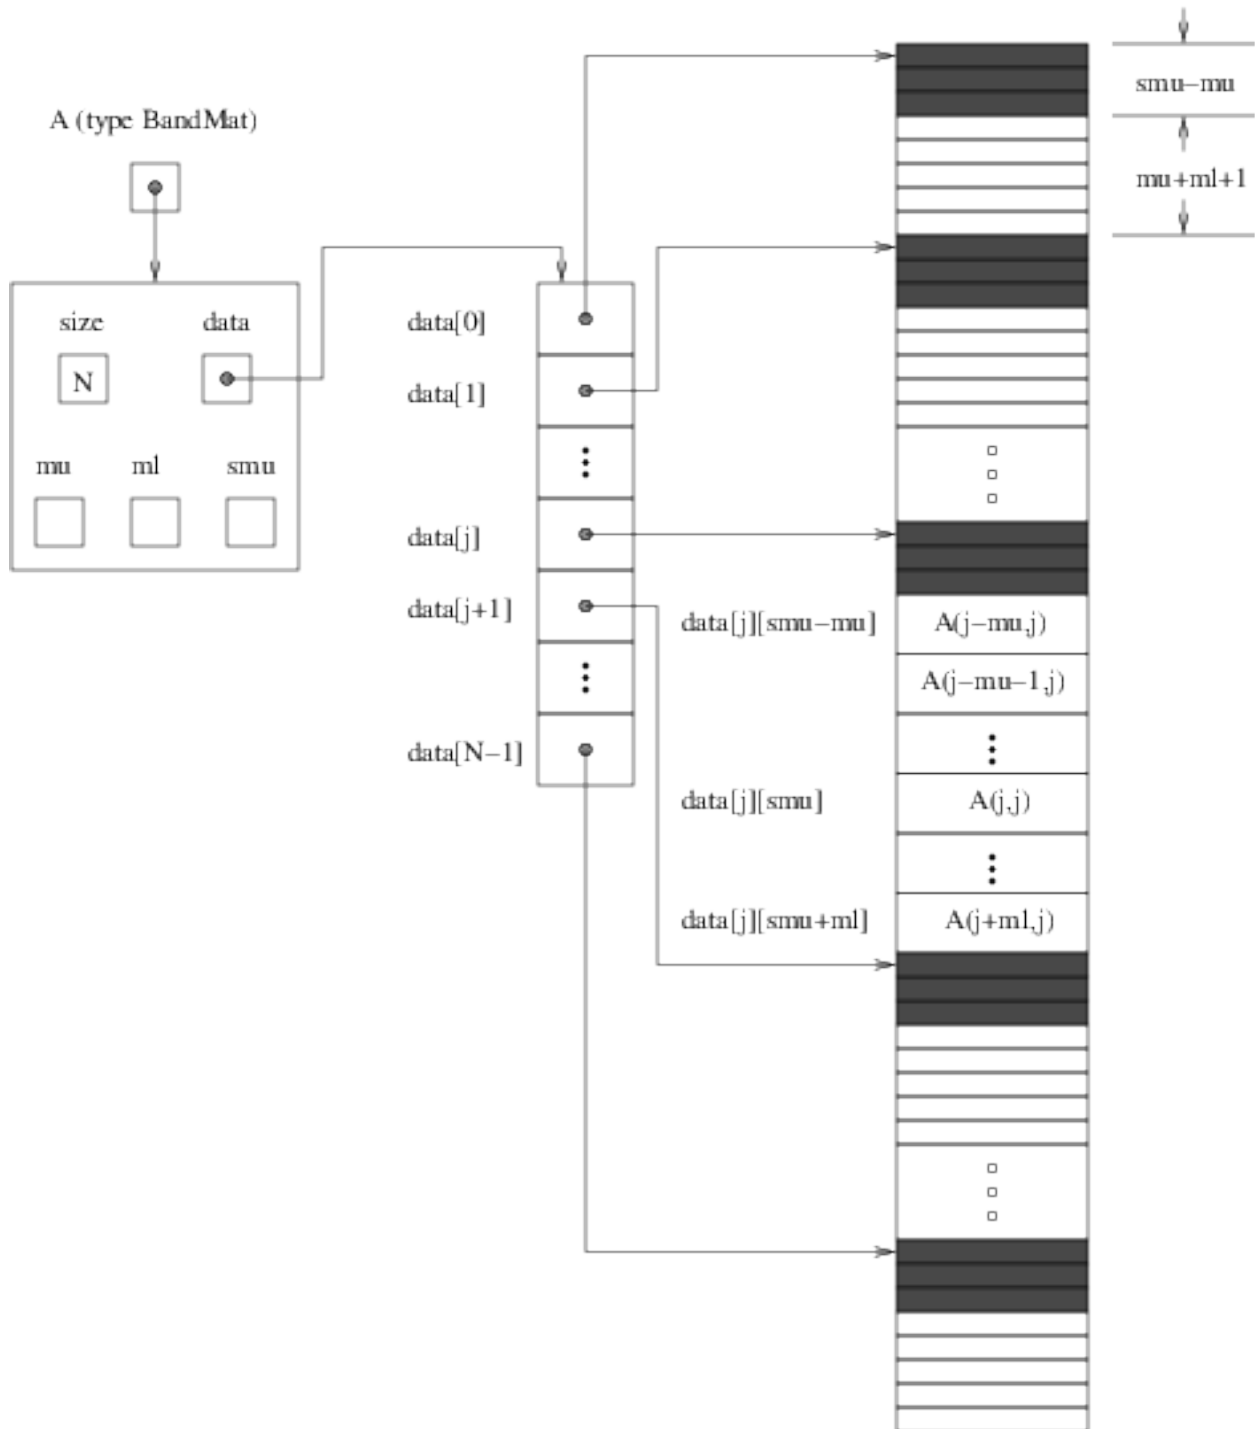 A (type BandMat)
size
data
N
mu
ml
smu
data[0]
data[1]
data[j]
data[j+1]
data[N−1]
data[j][smu−mu]
data[j][smu]
data[j][smu+ml]
A(j−mu,j)
A(j−mu−1,j)
A(j,j)
A(j+ml,j)
smu−mu
mu+ml+1